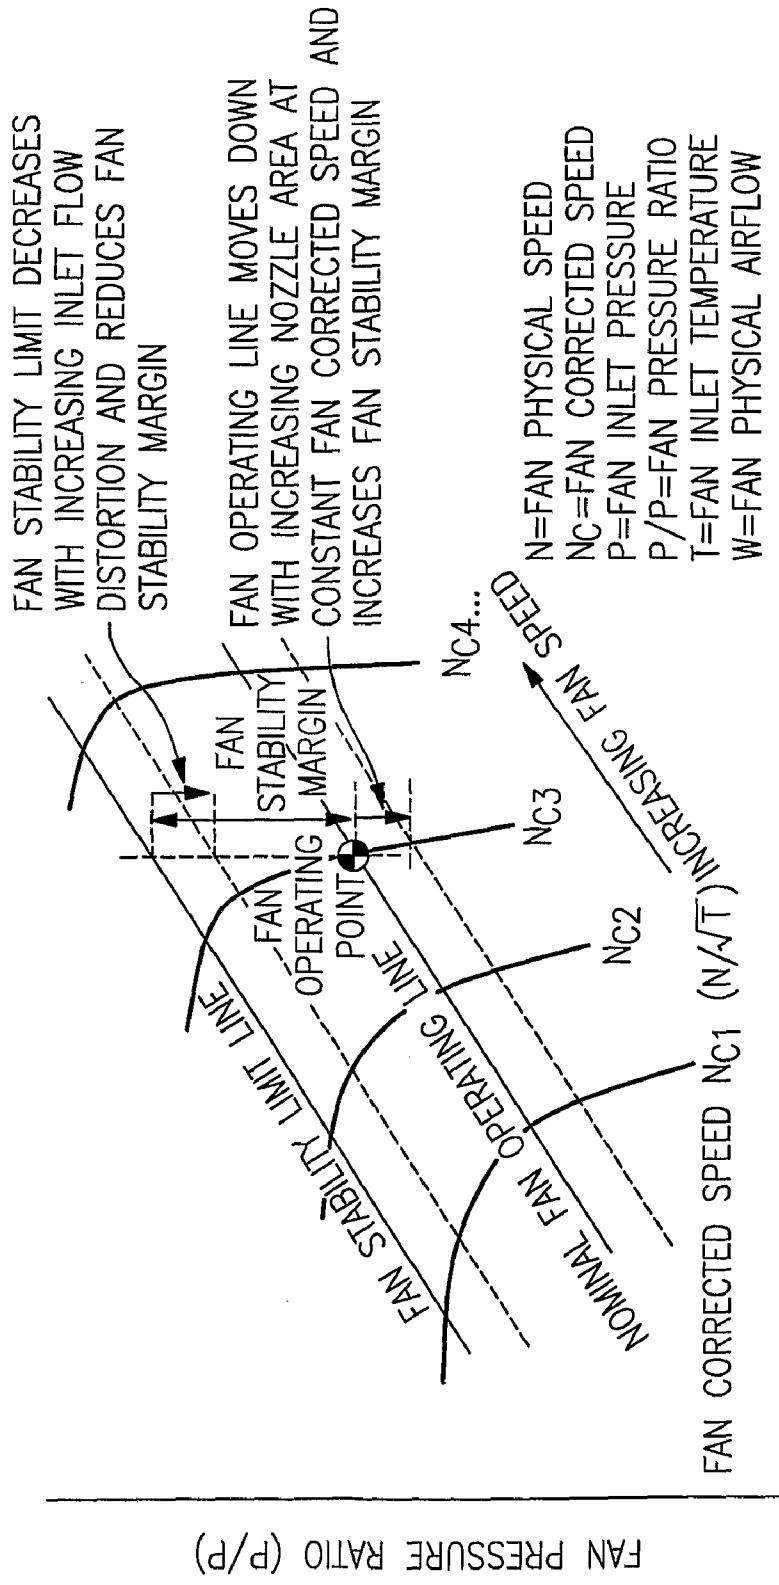 FAN STABILITY LIMIT DECREASES
WITH INCREASING INLET FLOW
DISTORTION AND REDUCES FAN
STABILITY MARGIN
FAN OPERATING LINE MOVES DOWN
WITH INCREASING NOZZLE AREA AT
CONSTANT FAN CORRECTED SPEED AND
INCREASES FAN STABILITY MARGIN
FAN
STABILITY
MARGIN
FAN
OPERATING
POINT
FAN STABILITY LIMIT LINE
NOMINAL FAN OPERATING LINE
NC4...
NC3
NC2
FAN CORRECTED SPEED NC1 (N/√T)
INCREASING FAN SPEED
N=FAN PHYSICAL SPEED
NC=FAN CORRECTED SPEED
P=FAN INLET PRESSURE
P/P=FAN PRESSURE RATIO
T=FAN INLET TEMPERATURE
W=FAN PHYSICAL AIRFLOW
FAN PRESSURE RATIO (P/P)